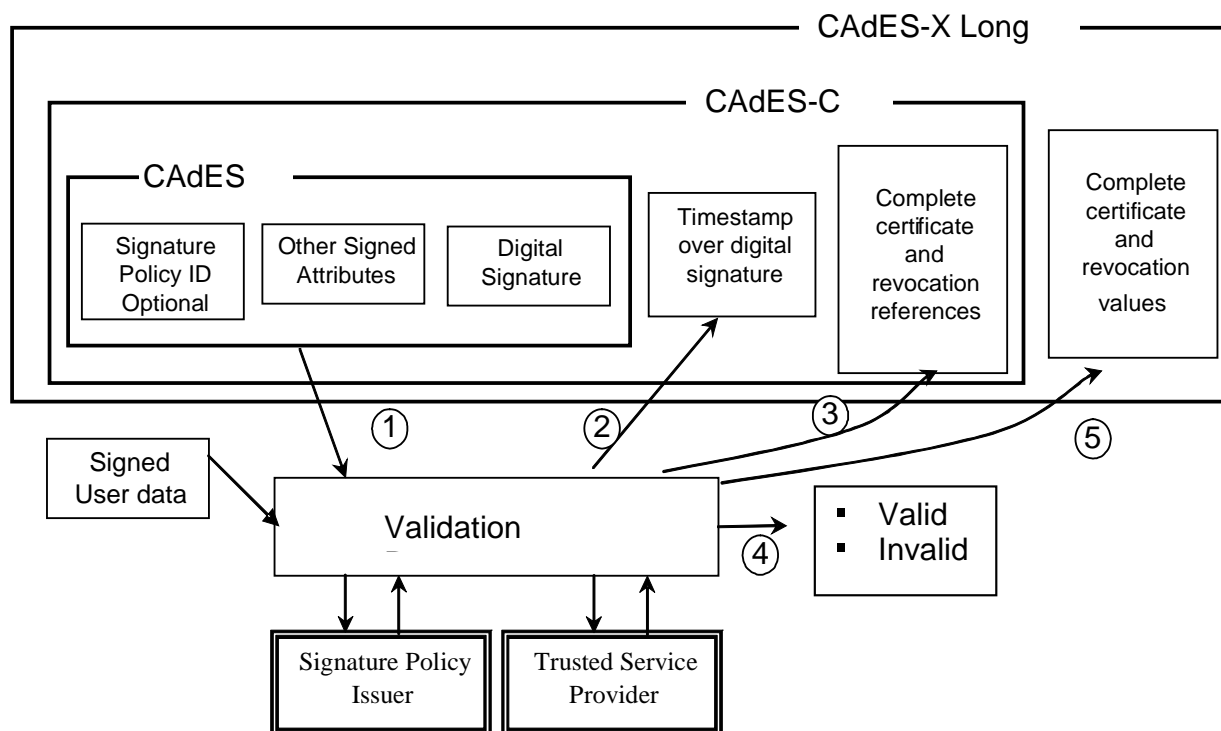 CAdES-X Long
CAdES-C
CAdES
Signature
Policy ID
Optional
Other Signed
Attributes
Digital
Signature
Timestamp
over digital
signature
Complete
certificate
and
revocation
references
Complete
certificate
and
revocation
values
1
2
3
5
Signed
User data
Validation
4
▪ Valid
▪ Invalid
Signature Policy
Issuer
Trusted Service
Provider